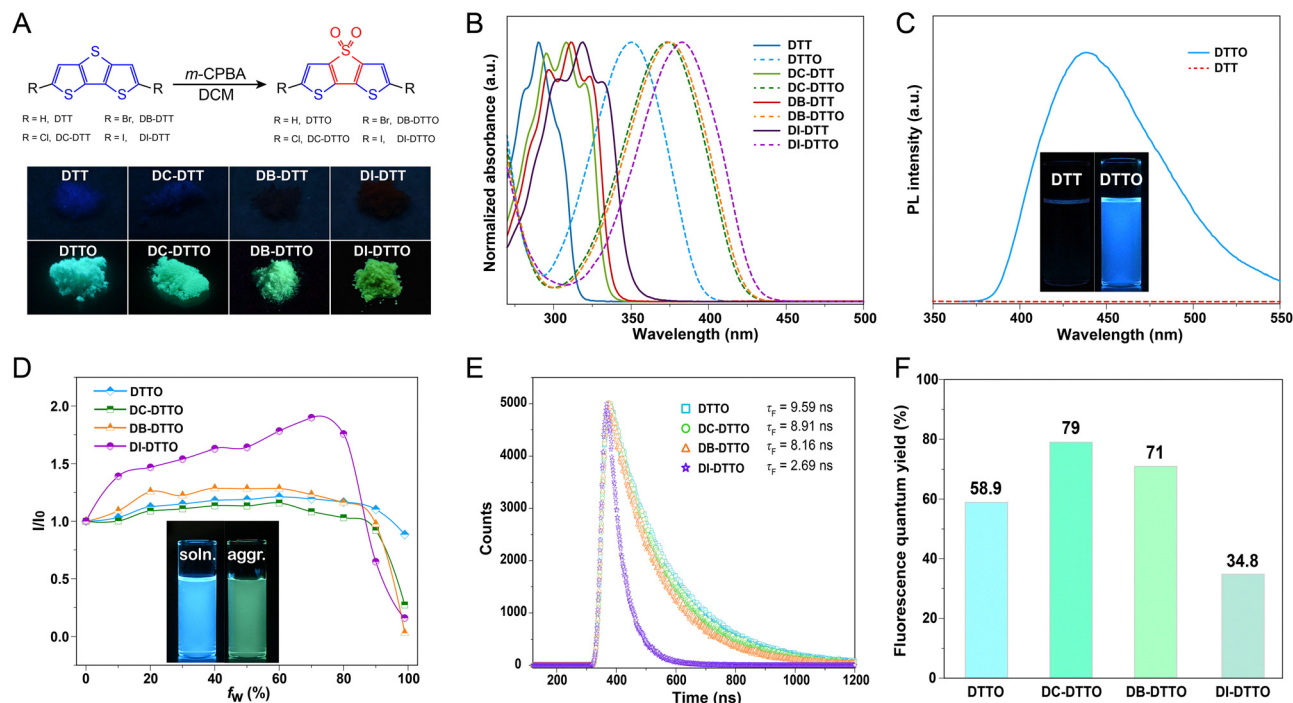 A
S
S
S
R
R
m-CPBA
DCM
O
O
S
S
S
R
R
R = H, DTT
R = Br, DB-DTT
R = Cl, DC-DTT
R = I, DI-DTT
R = H, DTTO
R = Br, DB-DTTO
R = Cl, DC-DTTO
R = I, DI-DTTO
DTT
DC-DTT
DB-DTT
DI-DTT
DTTO
DC-DTTO
DB-DTTO
DI-DTTO
B
Normalized absorbance (a.u.)
DTT
DTTO
DC-DTT
DC-DTTO
DB-DTT
DB-DTTO
DI-DTT
DI-DTTO
300
350
400
450
500
Wavelength (nm)
C
PL intensity (a.u.)
DTTO
DTT
DTT
DTTO
350
400
450
500
550
Wavelength (nm)
D
I/I0
2.0
1.5
1.0
0.5
0.0
DTTO
DC-DTTO
DB-DTTO
DI-DTTO
soln.
aggr.
0
20
40
60
80
100
fW (%)
E
Counts
5000
4000
3000
2000
1000
0
DTTO τF = 9.59 ns
DC-DTTO τF = 8.91 ns
DB-DTTO τF = 8.16 ns
DI-DTTO τF = 2.69 ns
200
400
600
800
1000
1200
Time (ns)
F
Fluorescence quantum yield (%)
100
80
60
40
20
0
58.9
79
71
34.8
DTTO
DC-DTTO
DB-DTTO
DI-DTTO